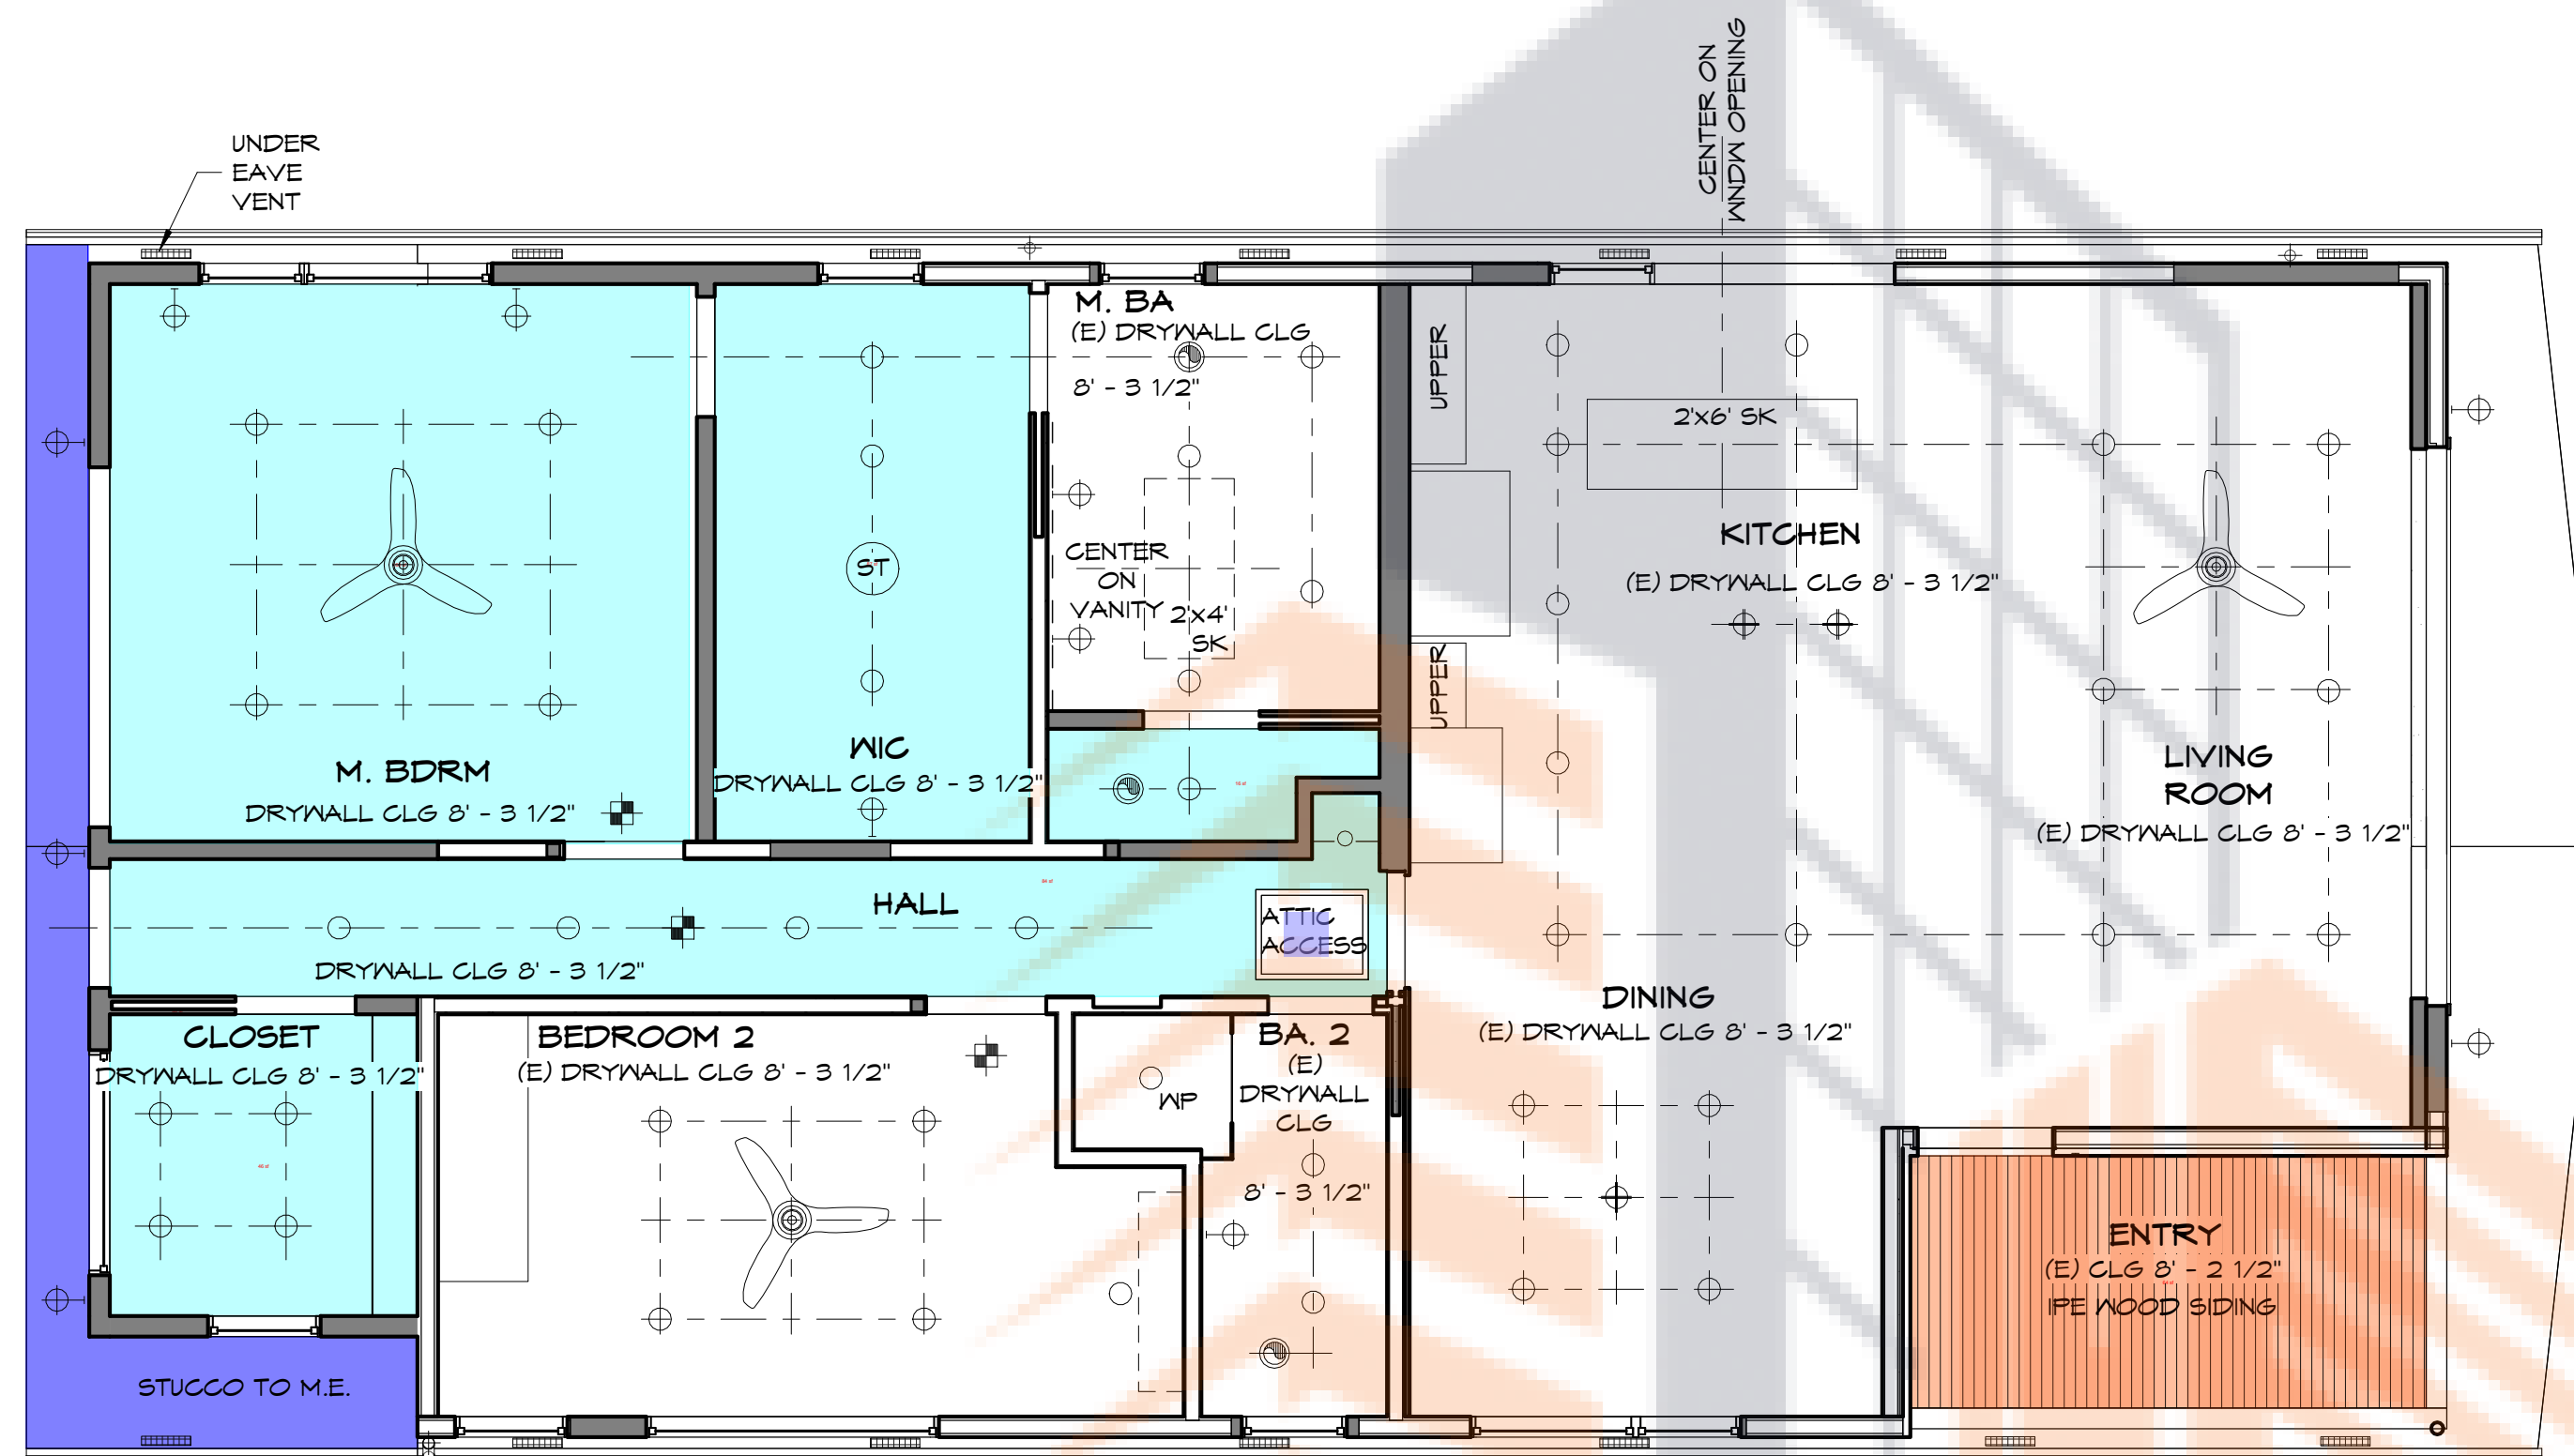 UNDER
EAVE
VENT
CENTER ON
WNDW OPENING
M. BA
(E) DRYWALL CLG
8' - 3 1/2"
CENTER
ON
VANITY
2'x4'
SK
UPPER
UPPER
2'x6' SK
KITCHEN
(E) DRYWALL CLG 8' - 3 1/2"
LIVING
ROOM
(E) DRYWALL CLG 8' - 3 1/2"
M. BDRM
DRYWALL CLG 8' - 3 1/2"
ST
WIC
DRYWALL CLG 8' - 3 1/2"
HALL
DRYWALL CLG 8' - 3 1/2"
ATTIC
ACCESS
CLOSET
DRYWALL CLG 8' - 3 1/2"
BEDROOM 2
(E) DRYWALL CLG 8' - 3 1/2"
WP
BA. 2
(E)
DRYWALL
CLG
8' - 3 1/2"
DINING
(E) DRYWALL CLG 8' - 3 1/2"
ENTRY
(E) CLG 8' - 2 1/2"
IPE WOOD SIDING
STUCCO TO M.E.